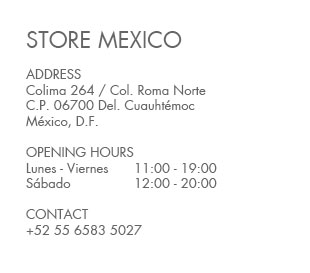 STORE MEXICO
ADDRESS
Colima 264 / Col. Roma Norte
C.P. 06700 Del. Cuauhtémoc
México, D.F.
OPENING HOURS
Lunes - Viernes 11:00 - 19:00
Sábado 12:00 - 20:00
CONTACT
+52 55 6583 5027